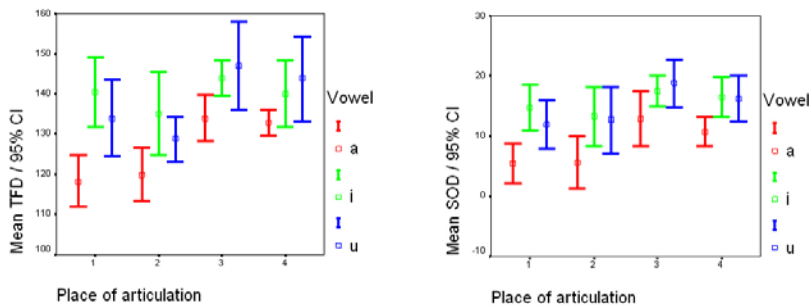 Mean TFD / 95% CI
160
150
140
130
120
110
100
1
2
3
4
Place of articulation
Vowel
a
i
u
Mean SOD / 95% CI
30
20
10
0
-10
1
2
3
4
Place of articulation
Vowel
a
i
u